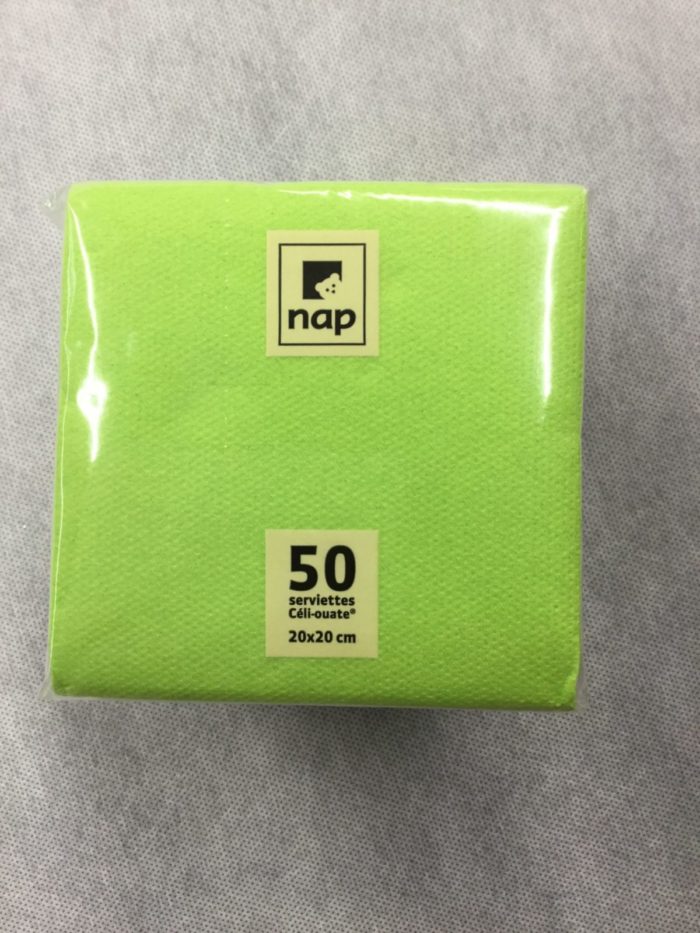 nap
50
serviettes
Céli-ouate®
20x20 cm